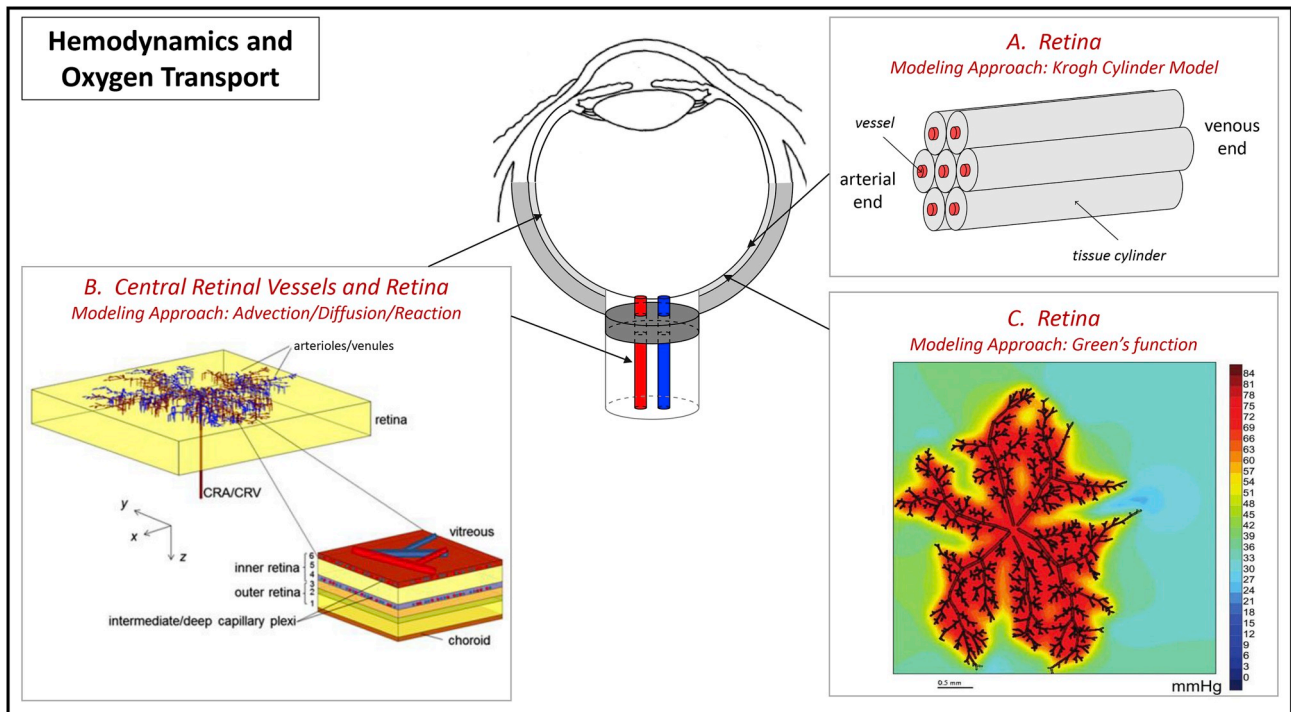 Hemodynamics and
Oxygen Transport
A. Retina
Modeling Approach: Krogh Cylinder Model
vessel
arterial
end
venous
end
tissue cylinder
B. Central Retinal Vessels and Retina
Modeling Approach: Advection/Diffusion/Reaction
arterioles/venules
retina
CRA/CRV
y
x
z
vitreous
inner retina
outer retina
6
5
4
3
2
1
intermediate/deep capillary plexi
choroid
C. Retina
Modeling Approach: Green's function
84
81
78
75
72
69
66
63
60
57
54
51
48
45
42
39
36
33
30
27
24
21
18
15
12
9
6
3
0
0.5 mm
mmHg